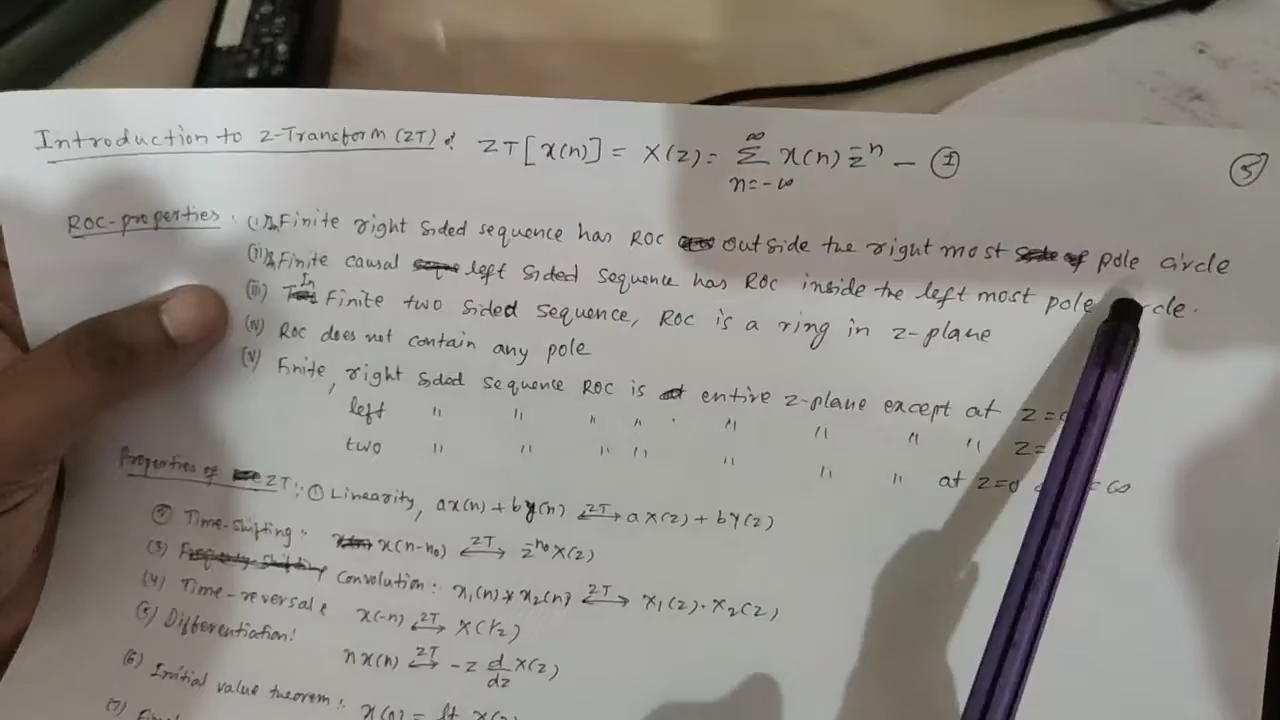 Introduction to Z-Transform (ZT) : ZT[x(n)] = X(z) = ∑_{n=-∞}^{∞} x(n) z^{-n} - ①
⑤
ROC-properties : (i) In Finite right sided sequence has ROC outside the right most pole circle
(ii) In Finite causal left sided sequence has ROC inside the left most pole circle.
(iii) In Finite two sided sequence, ROC is a ring in z-plane
(iv) ROC does not contain any pole
(v) Finite, right sided sequence ROC is entire z-plane except at z=
left " " " " " " " " z=
two " " " " " " " at z=0 = ∞
Properties of ZT : ① Linearity, ax(n) + by(n) ⟷^{ZT} aX(z) + bY(z)
② Time-shifting : x(n-n₀) ⟷^{ZT} z^{-n₀} X(z)
(3) Convolution : x₁(n) * x₂(n) ⟷^{ZT} X₁(z) · X₂(z)
(4) Time-reversal : x(-n) ⟷^{ZT} X(1/z)
(5) Differentiation : n x(n) ⟷^{ZT} -z d/dz X(z)
(6) Initial value theorem : x(0) = lt X(z)
(7)